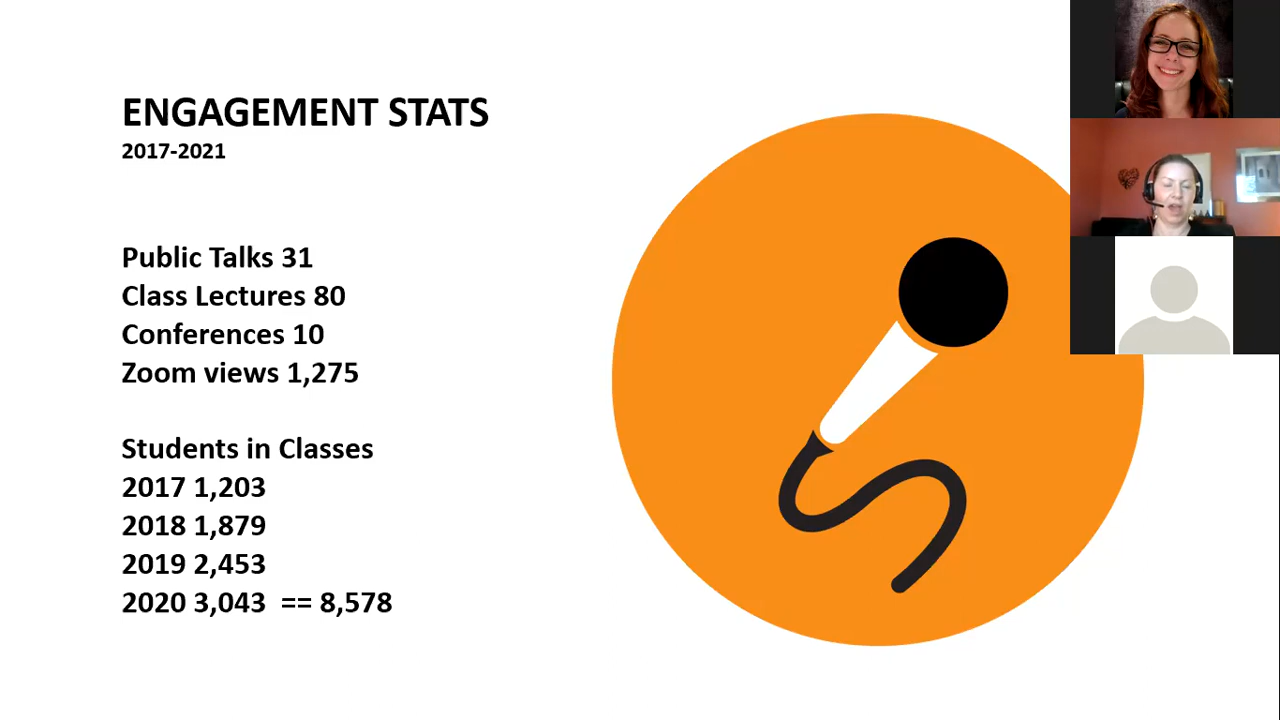 ENGAGEMENT STATS
2017-2021
Public Talks 31
Class Lectures 80
Conferences 10
Zoom views 1,275
Students in Classes
2017 1,203
2018 1,879
2019 2,453
2020 3,043 == 8,578